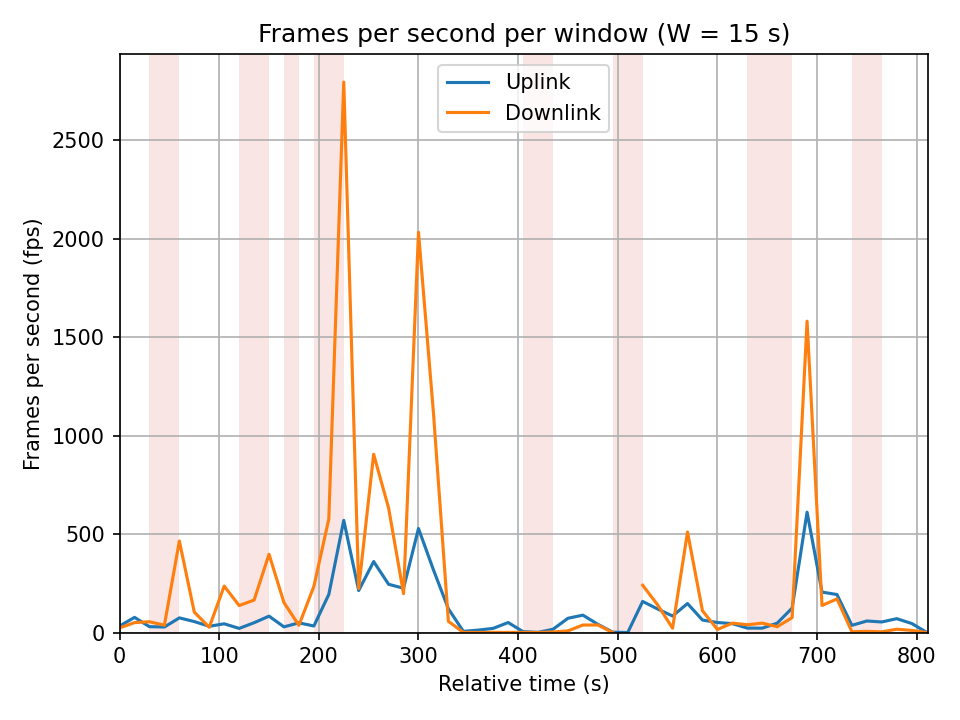 Frames per second per window (W = 15 s)
Uplink
Downlink
Frames per second (fps)
2500
2000
1500
1000
500
0
0 100 200 300 400 500 600 700 800
Relative time (s)